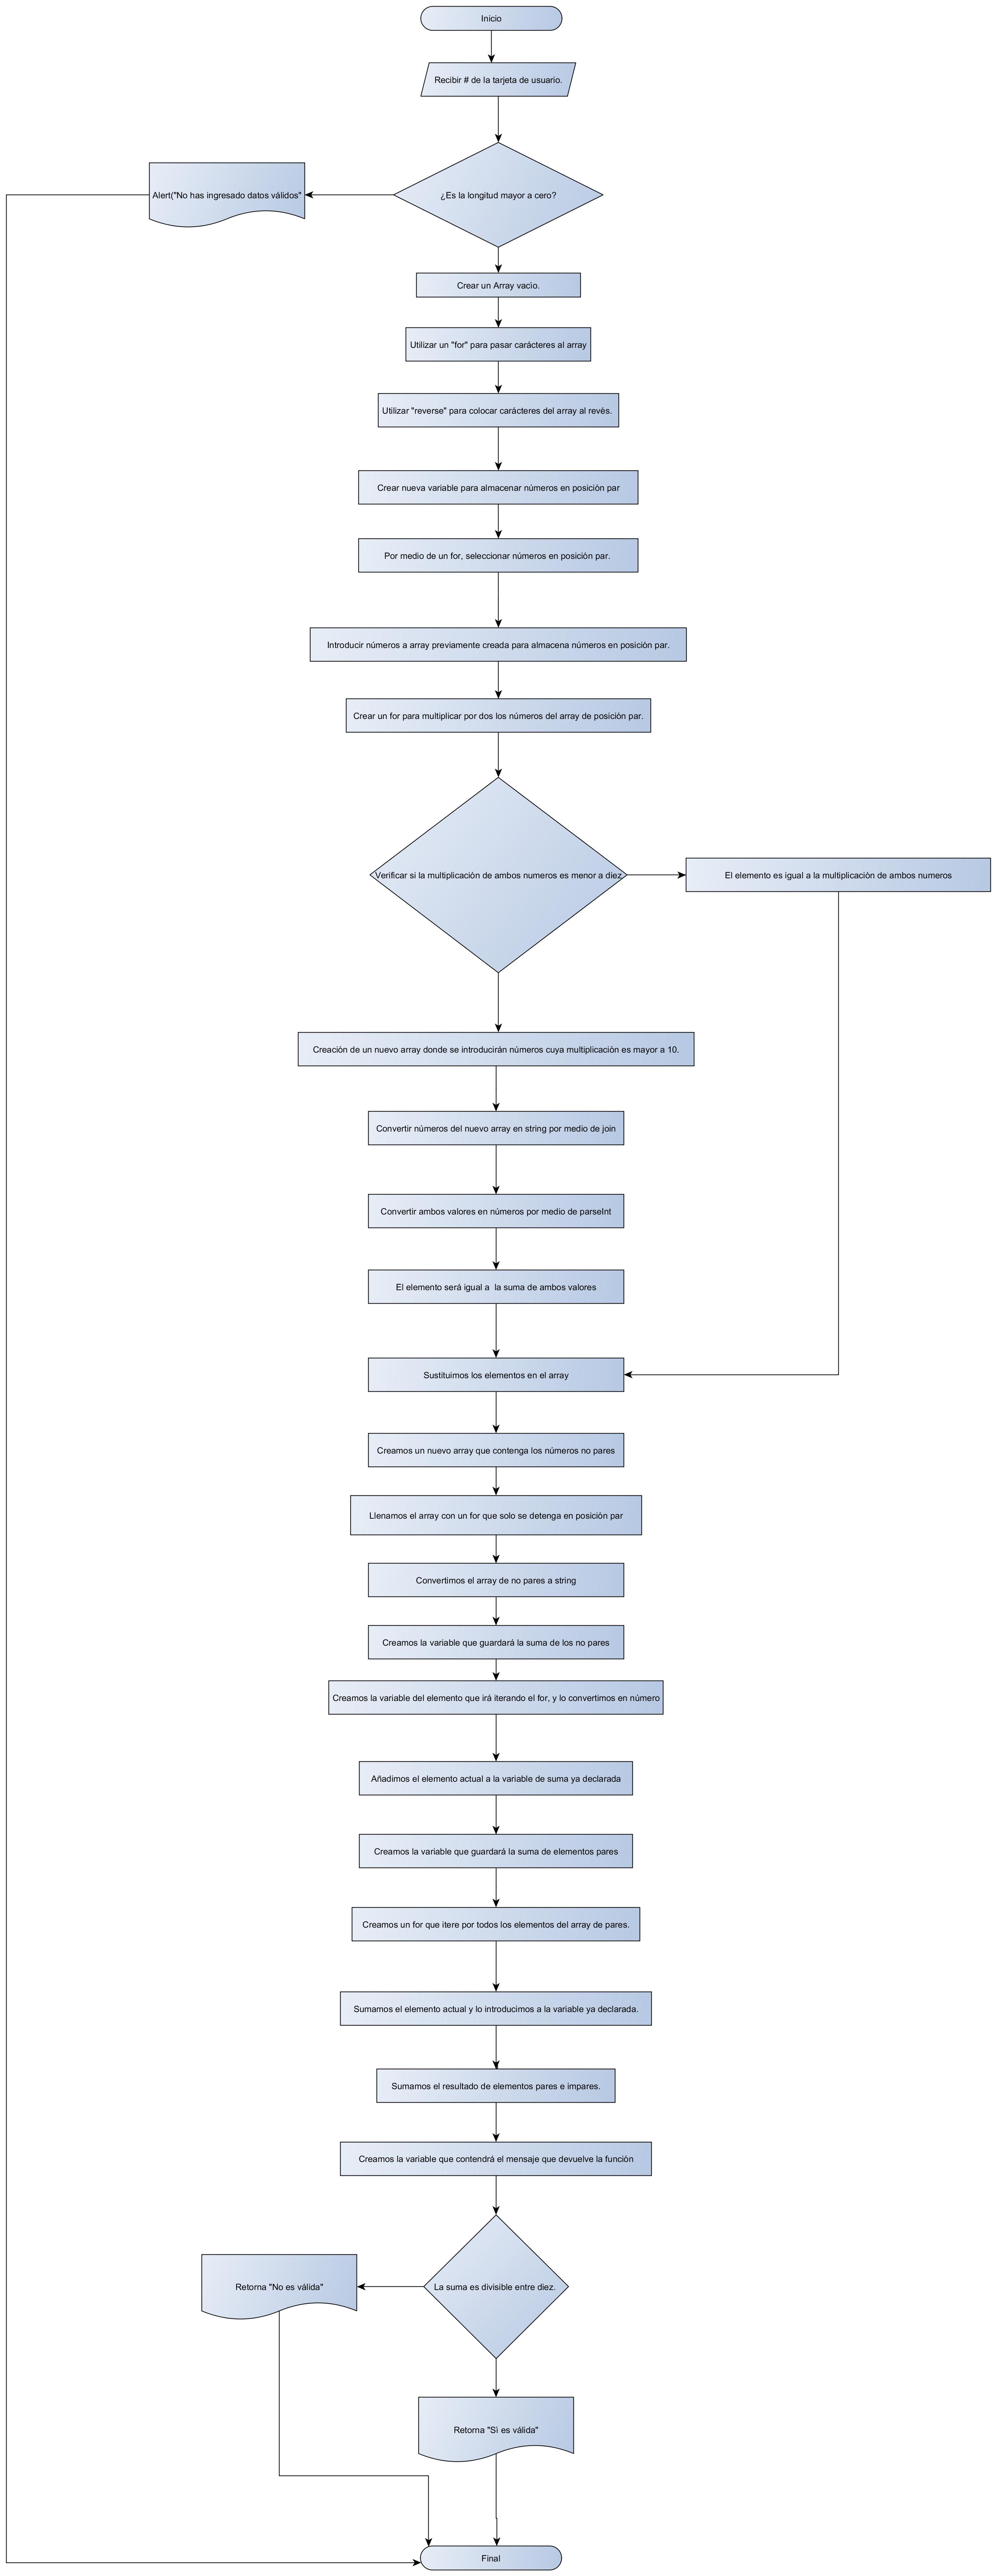 Inicio
Recibir # de la tarjeta de usuario.
¿Es la longitud mayor a cero?
Alert("No has ingresado datos válidos"
Crear un Array vacío.
Utilizar un "for" para pasar carácteres al array
Utilizar "reverse" para colocar carácteres del array al revés.
Crear nueva variable para almacenar números en posición par
Por medio de un for, seleccionar números en posición par.
Introducir números a array previamente creada para almacena números en posición par.
Crear un for para multiplicar por dos los números del array de posición par.
Verificar si la multiplicación de ambos numeros es menor a diez
El elemento es igual a la multiplicación de ambos numeros
Creación de un nuevo array donde se introducirán números cuya multiplicación es mayor a 10.
Convertir números del nuevo array en string por medio de join
Convertir ambos valores en números por medio de parseInt
El elemento será igual a  la suma de ambos valores
Sustituimos los elementos en el array
Creamos un nuevo array que contenga los números no pares
Llenamos el array con un for que solo se detenga en posición par
Convertimos el array de no pares a string
Creamos la variable que guardará la suma de los no pares
Creamos la variable del elemento que irá iterando el for, y lo convertimos en número
Añadimos el elemento actual a la variable de suma ya declarada
Creamos la variable que guardará la suma de elementos pares
Creamos un for que itere por todos los elementos del array de pares.
Sumamos el elemento actual y lo introducimos a la variable ya declarada.
Sumamos el resultado de elementos pares e impares.
Creamos la variable que contendrá el mensaje que devuelve la función
La suma es divisible entre diez.
Retorna "No es válida"
Retorna "Sì es válida"
Final